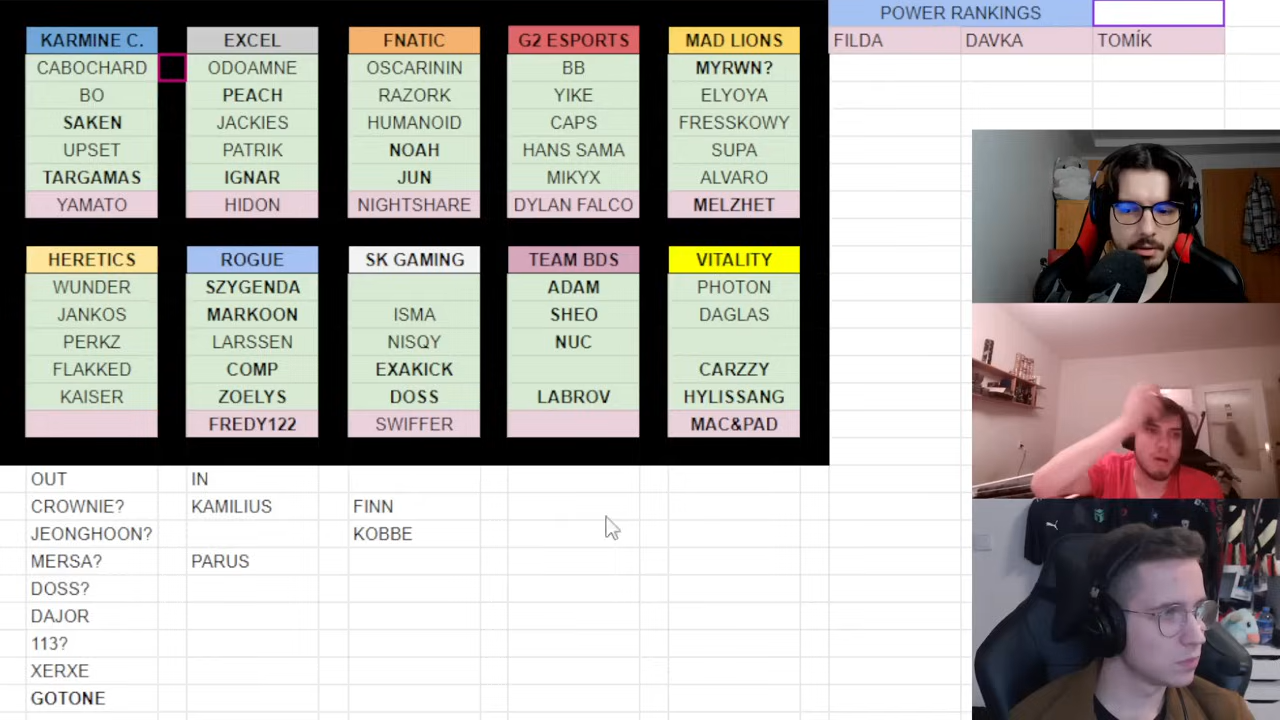 KARMINE C. EXCEL FNATIC G2 ESPORTS MAD LIONS
CABOCHARD ODOAMNE OSCARININ BB MYRWN?
BO PEACH RAZORK YIKE ELYOYA
SAKEN JACKIES HUMANOID CAPS FRESSKOWY
UPSET PATRIK NOAH HANS SAMA SUPA
TARGAMAS IGNAR JUN MIKYX ALVARO
YAMATO HIDON NIGHTSHARE DYLAN FALCO MELZHET
HERETICS ROGUE SK GAMING TEAM BDS VITALITY
WUNDER SZYGENDA ADAM PHOTON
JANKOS MARKOON ISMA SHEO DAGLAS
PERKZ LARSSEN NISQY NUC
FLAKKED COMP EXAKICK CARZZY
KAISER ZOELYS DOSS LABROV HYLISSANG
FREDY122 SWIFFER MAC&PAD
OUT IN
CROWNIE? KAMILIUS FINN
JEONGHOON? KOBBE
MERSA? PARUS
DOSS?
DAJOR
113?
XERXE
GOTONE
POWER RANKINGS
FILDA DAVKA TOMÍK